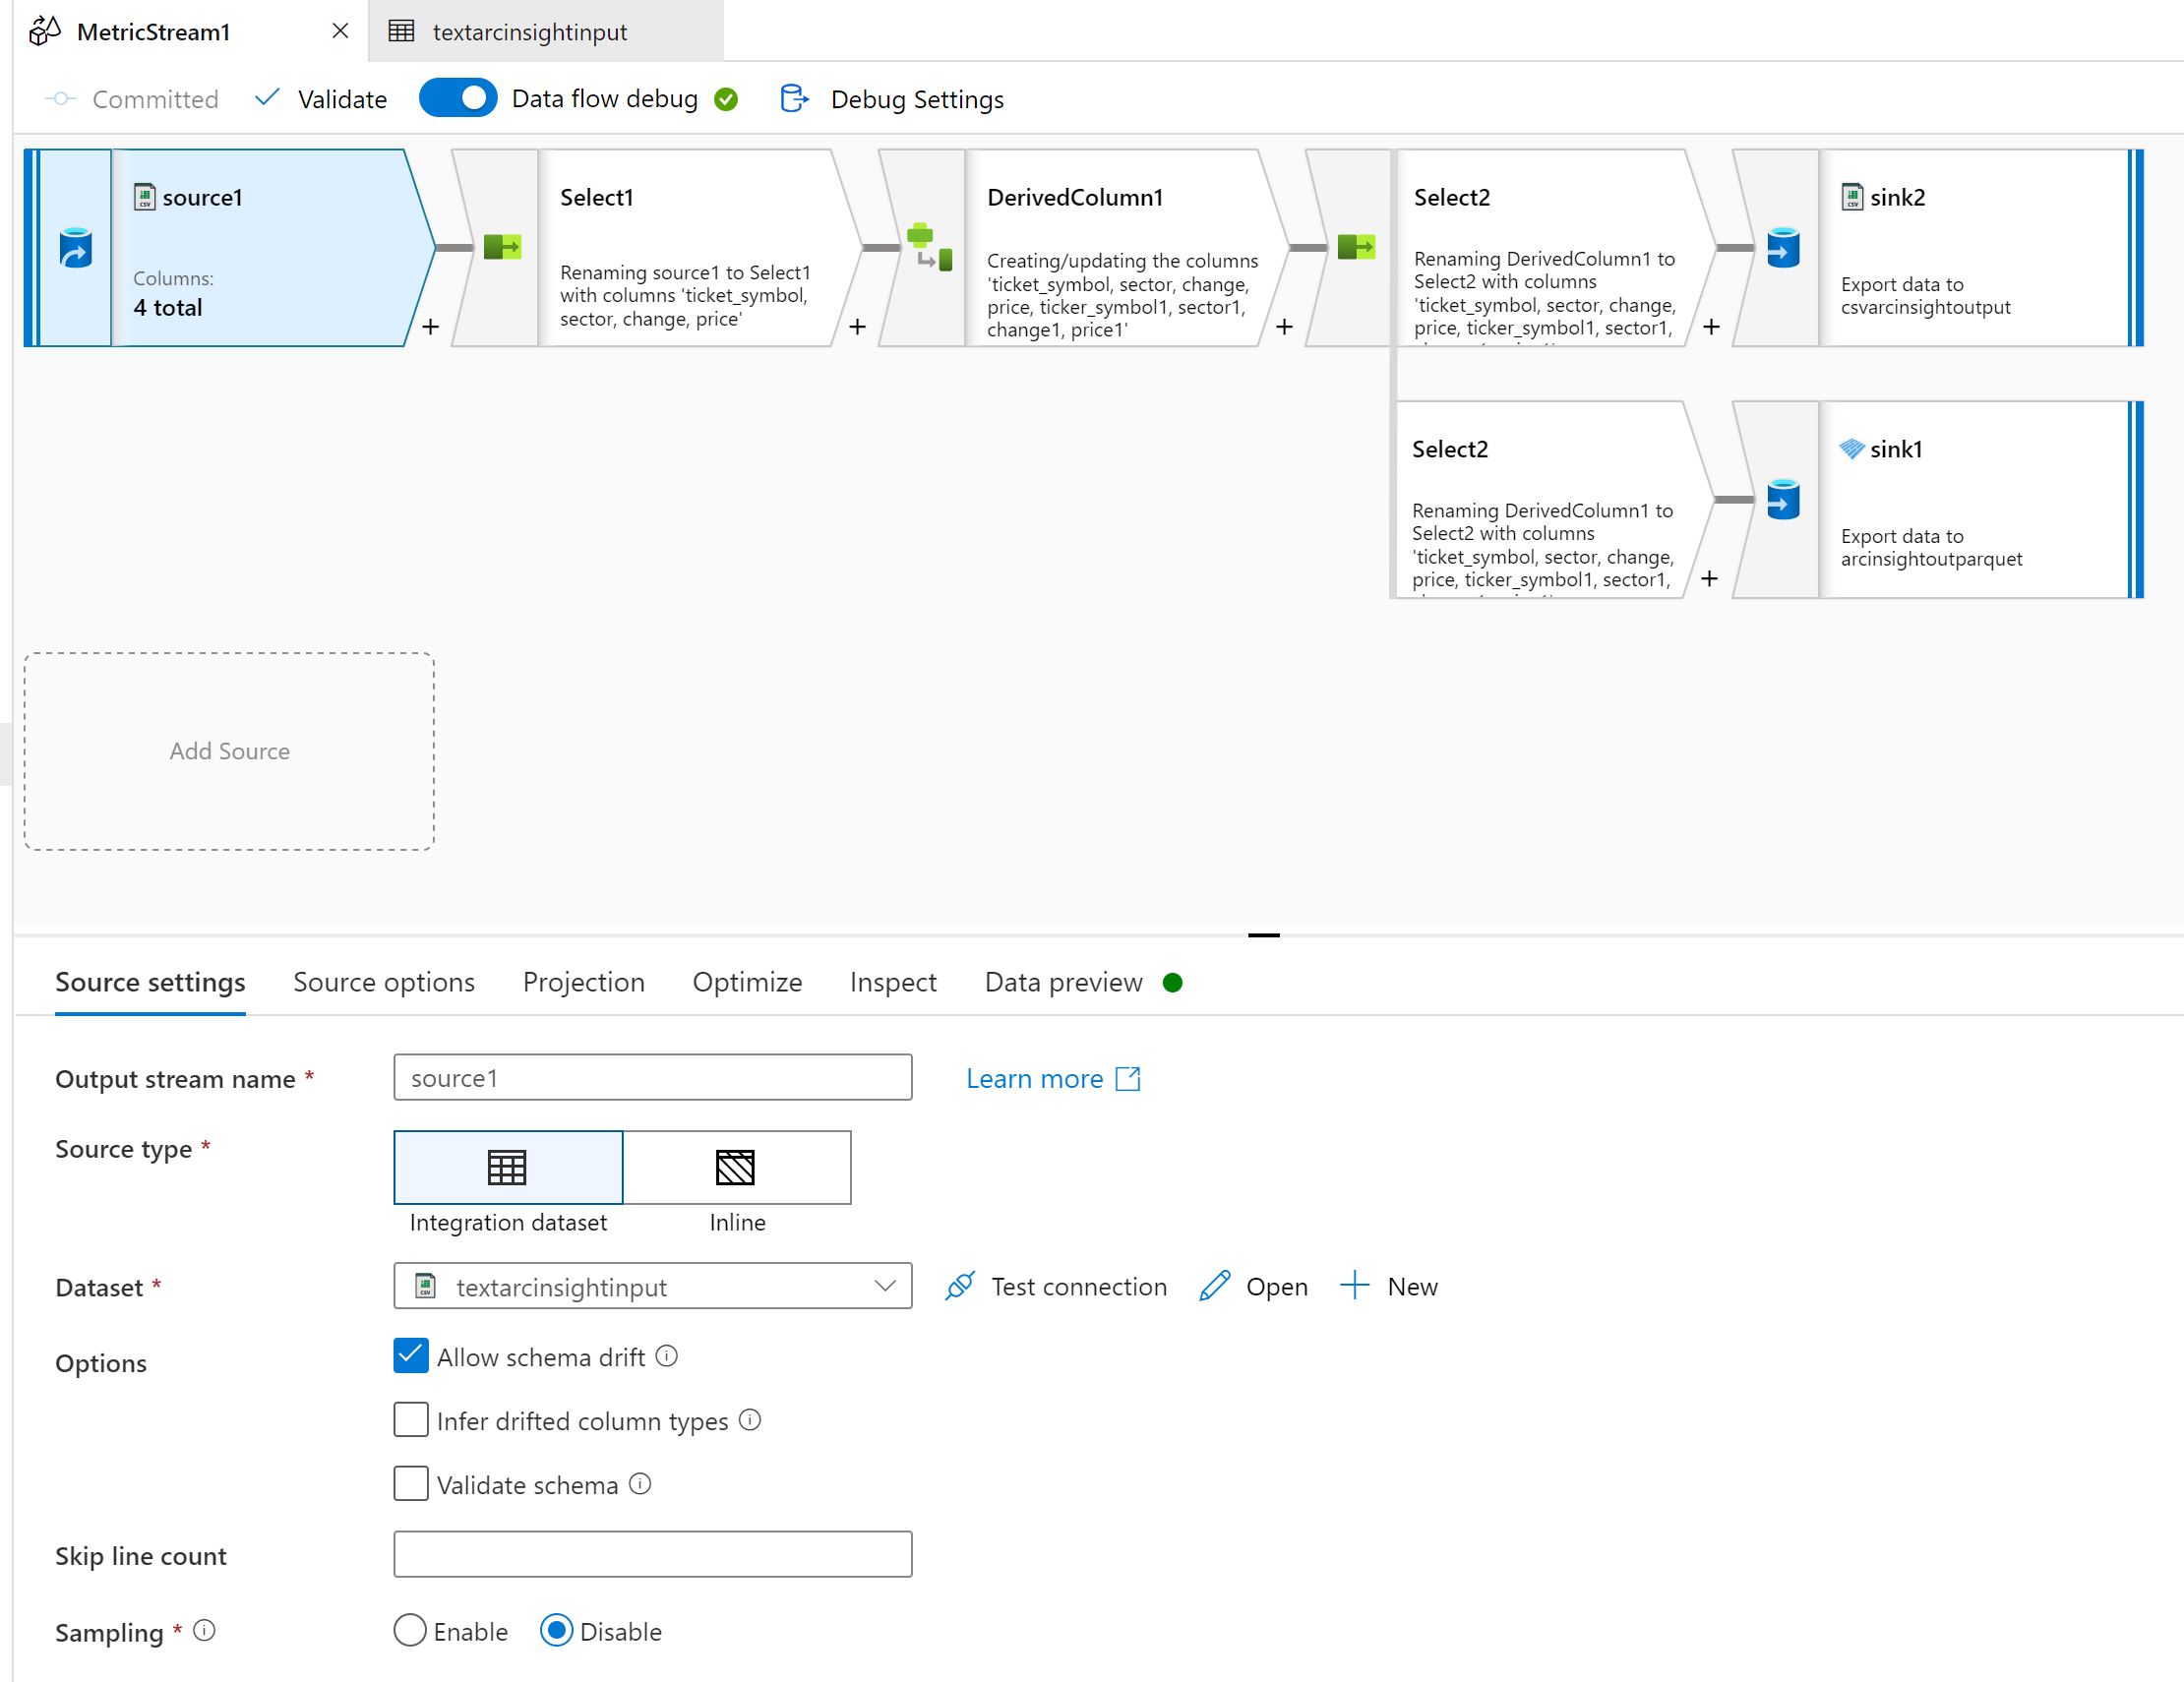 MetricStream1
textarcinsightinput
Committed
Validate
Data flow debug
Debug Settings
source1
Columns:
4 total
+
Select1
Renaming source1 to Select1
with columns 'ticket_symbol,
sector, change, price'
+
DerivedColumn1
Creating/updating the columns
'ticket_symbol, sector, change,
price, ticker_symbol1, sector1,
change1, price1'
+
Select2
Renaming DerivedColumn1 to
Select2 with columns
'ticket_symbol, sector, change,
price, ticker_symbol1, sector1,
+
sink2
Export data to
csvarcinsightoutput
Select2
Renaming DerivedColumn1 to
Select2 with columns
'ticket_symbol, sector, change,
price, ticker_symbol1, sector1,
+
sink1
Export data to
arcinsightoutparquet
Add Source
Source settings
Source options
Projection
Optimize
Inspect
Data preview
Output stream name *
source1
Learn more
Source type *
Integration dataset
Inline
Dataset *
textarcinsightinput
Test connection
Open
New
Options
Allow schema drift
Infer drifted column types
Validate schema
Skip line count
Sampling *
Enable
Disable